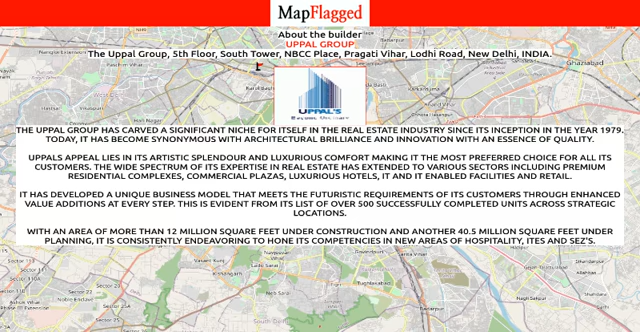 MapFlagged
About the builder
UPPAL GROUP
The Uppal Group, 5th Floor, South Tower, NBCC Place, Pragati Vihar, Lodhi Road, New Delhi, INDIA.
Ghaziabad
UPPAL'S
THE UPPAL GROUP HAS CARVED A SIGNIFICANT NICHE FOR ITSELF IN THE REAL ESTATE INDUSTRY SINCE ITS INCEPTION IN THE YEAR 1979.
TODAY, IT HAS BECOME SYNONYMOUS WITH ARCHITECTURAL BRILLIANCE AND INNOVATION WITH AN ESSENCE OF QUALITY.
UPPALS APPEAL LIES IN ITS ARTISTIC SPLENDOUR AND LUXURIOUS COMFORT MAKING IT THE MOST PREFERRED CHOICE FOR ALL ITS
CUSTOMERS. THE WIDE SPECTRUM OF ITS EXPERTISE IN REAL ESTATE HAS EXTENDED TO VARIOUS SECTORS INCLUDING PREMIUM
RESIDENTIAL COMPLEXES, COMMERCIAL PLAZAS, LUXURIOUS HOTELS, IT AND IT ENABLED FACILITIES AND RETAIL.
IT HAS DEVELOPED A UNIQUE BUSINESS MODEL THAT MEETS THE FUTURISTIC REQUIREMENTS OF ITS CUSTOMERS THROUGH ENHANCED
VALUE ADDITIONS AT EVERY STEP. THIS IS EVIDENT FROM ITS LIST OF OVER 500 SUCCESSFULLY COMPLETED UNITS ACROSS STRATEGIC
LOCATIONS.
WITH AN AREA OF MORE THAN 12 MILLION SQUARE FEET UNDER CONSTRUCTION AND ANOTHER 40.5 MILLION SQUARE FEET UNDER
PLANNING, IT IS CONSISTENTLY ENDEAVORING TO HONE ITS COMPETENCIES IN NEW AREAS OF HOSPITALITY, ITES AND SEZ'S.
Vasant Kunj
Kishangarh
Sector 25A